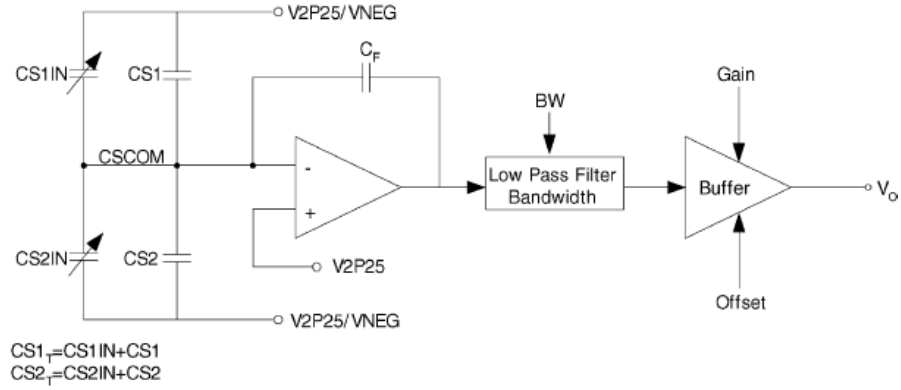 V2P25/VNEG
CS1IN
CS1
CF
BW
Gain
CSCOM
-
+
Low Pass Filter
Bandwidth
Buffer
VO
CS2IN
CS2
V2P25
Offset
V2P25/VNEG
CS1T=CS1IN+CS1
CS2T=CS2IN+CS2